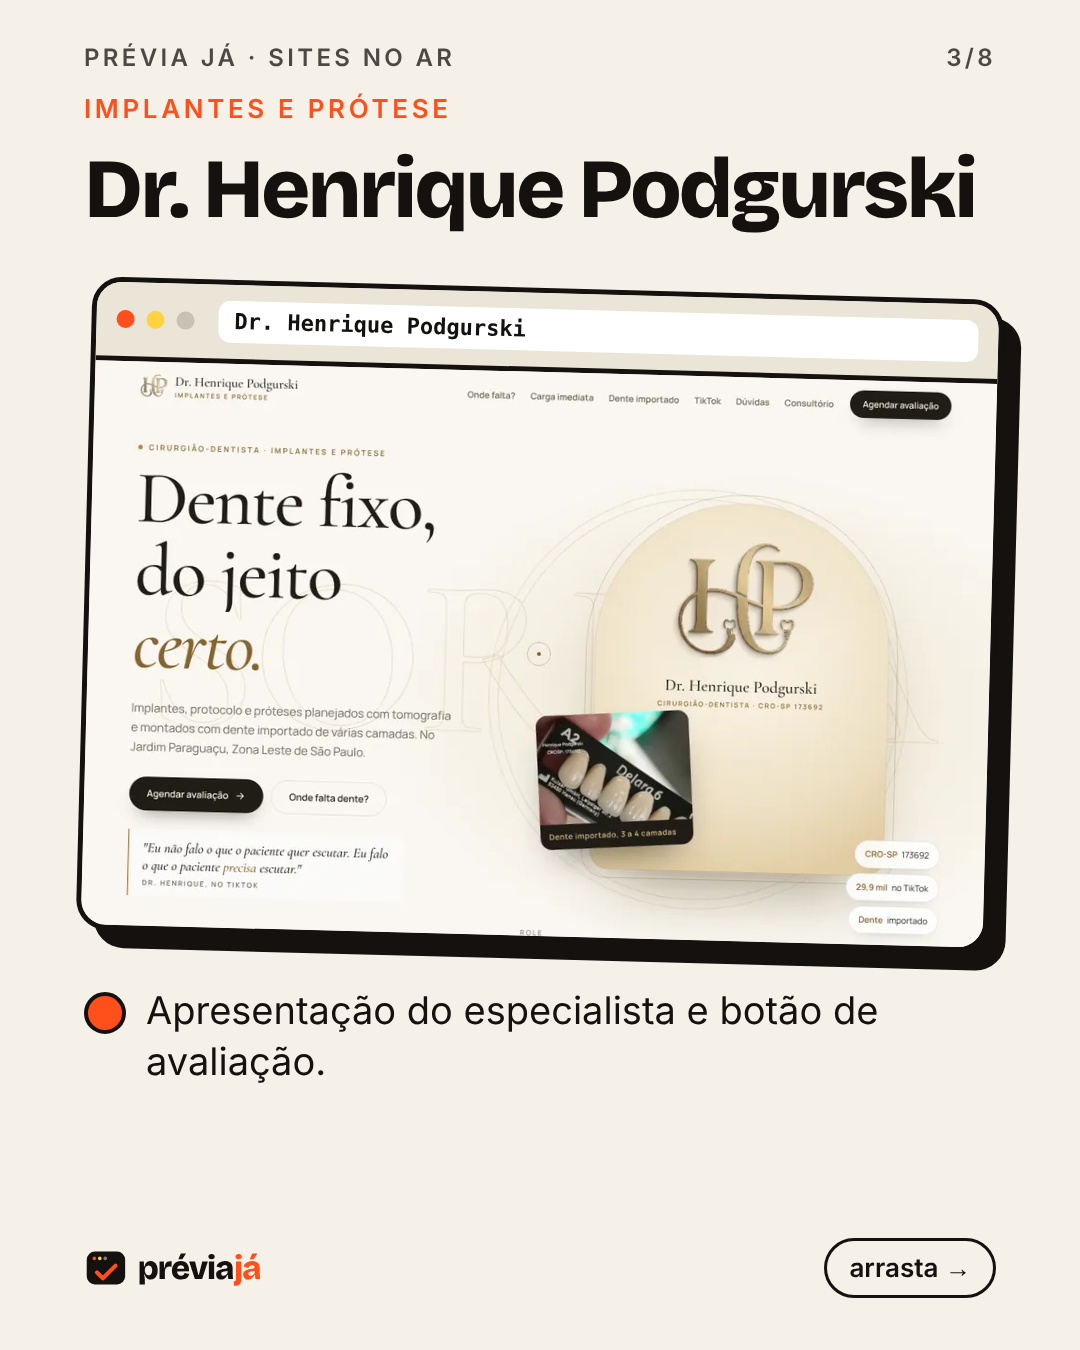 PRÉVIA JÁ · SITES NO AR
3/8
IMPLANTES E PRÓTESE
Dr. Henrique Podgurski
Dr. Henrique Podgurski
HP
Dr. Henrique Podgurski
IMPLANTES E PRÓTESE
Onde falta? Carga imediata Dente importado TikTok Dúvidas Consultório Agendar avaliação
CIRURGIÃO-DENTISTA · IMPLANTES E PRÓTESE
Dente fixo,
do jeito
certo.
SORR
Implantes, protocolo e próteses planejados com tomografia
e montados com dente importado de várias camadas. No
Jardim Paraguaçu, Zona Leste de São Paulo.
Agendar avaliação →
Onde falta dente?
"Eu não falo o que o paciente quer escutar. Eu falo
o que o paciente precisa escutar."
DR. HENRIQUE, NO TIKTOK
HP
Dr. Henrique Podgurski
CIRURGIÃO-DENTISTA · CRO-SP 173692
A2
Delara 6
Dente importado, 3 a 4 camadas
CRO-SP 173692
29,9 mil no TikTok
Dente importado
ROLE
Apresentação do especialista e botão de
avaliação.
préviajá
arrasta →